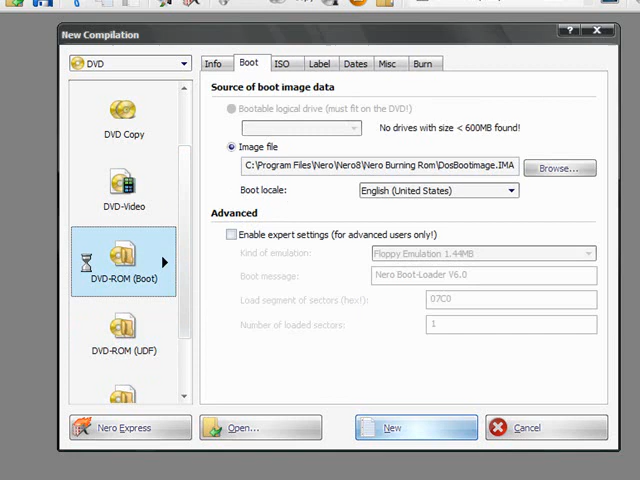 New Compilation
?
DVD
Info Boot ISO Label Dates Misc Burn
Source of boot image data
Bootable logical drive (must fit on the DVD!)
No drives with size < 600MB found!
Image file
C:\Program Files\Nero\Nero8\Nero Burning Rom\DosBootimage.IMA
Browse...
Boot locale:
English (United States)
Advanced
Enable expert settings (for advanced users only!)
Kind of emulation:
Floppy Emulation 1.44MB
Boot message:
Nero Boot-Loader V6.0
Load segment of sectors (hex!):
07C0
Number of loaded sectors:
1
DVD Copy
DVD-Video
DVD-ROM (Boot)
DVD-ROM (UDF)
Nero Express
Open...
New
Cancel